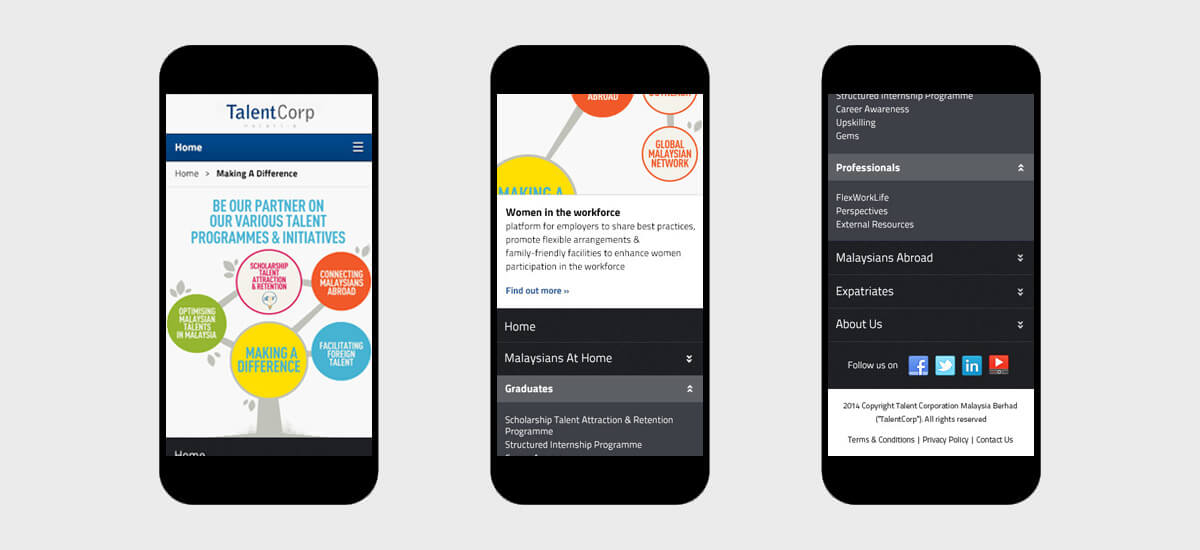 TalentCorp
malaysia
Home
Home > Making A Difference
BE OUR PARTNER ON
OUR VARIOUS TALENT
PROGRAMMES & INITIATIVES
SCHOLARSHIP
TALENT
ATTRACTION
& RETENTION
CONNECTING
MALAYSIANS
ABROAD
OPTIMISING
MALAYSIAN
TALENTS
IN MALAYSIA
MAKING A
DIFFERENCE
FACILITATING
FOREIGN
TALENT
Home
ABROAD
OUTREACH
GLOBAL
MALAYSIAN
NETWORK
MAKING A
Women in the workforce
platform for employers to share best practices,
promote flexible arrangements &
family-friendly facilities to enhance women
participation in the workforce
Find out more »
Home
Malaysians At Home
Graduates
Scholarship Talent Attraction & Retention
Programme
Structured Internship Programme
Structured Internship Programme
Career Awareness
Upskilling
Gems
Professionals
FlexWorkLife
Perspectives
External Resources
Malaysians Abroad
Expatriates
About Us
Follow us on
2014 Copyright Talent Corporation Malaysia Berhad
("TalentCorp"). All rights reserved
Terms & Conditions | Privacy Policy | Contact Us